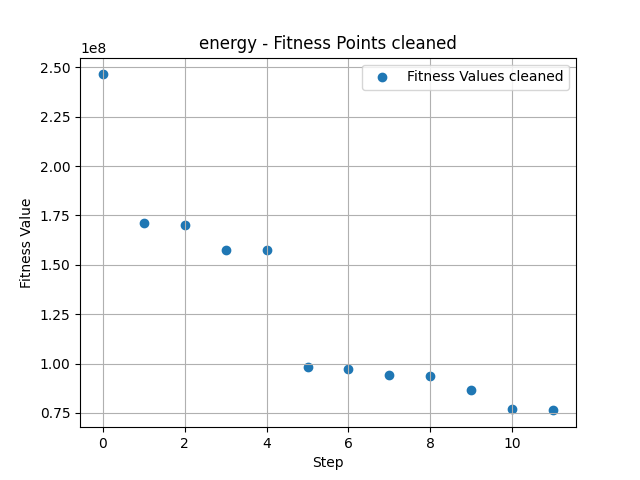 energy - Fitness Points cleaned
1e8
Fitness Values cleaned
2.50
2.25
2.00
1.75
1.50
1.25
1.00
0.75
Fitness Value
0 2 4 6 8 10
Step